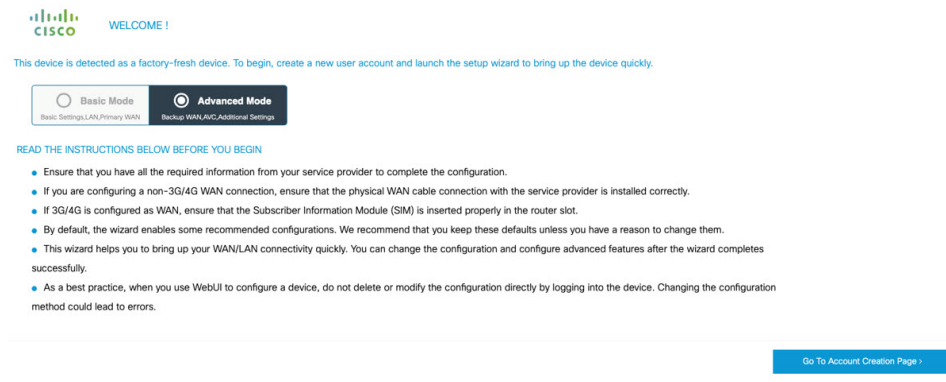 CISCO
WELCOME !
This device is detected as a factory-fresh device. To begin, create a new user account and launch the setup wizard to bring up the device quickly.
Basic Mode
Basic Settings,LAN,Primary WAN
Advanced Mode
Backup WAN,AVC,Additional Settings
READ THE INSTRUCTIONS BELOW BEFORE YOU BEGIN
Ensure that you have all the required information from your service provider to complete the configuration.
If you are configuring a non-3G/4G WAN connection, ensure that the physical WAN cable connection with the service provider is installed correctly.
If 3G/4G is configured as WAN, ensure that the Subscriber Information Module (SIM) is inserted properly in the router slot.
By default, the wizard enables some recommended configurations. We recommend that you keep these defaults unless you have a reason to change them.
This wizard helps you to bring up your WAN/LAN connectivity quickly. You can change the configuration and configure advanced features after the wizard completes
successfully.
As a best practice, when you use WebUI to configure a device, do not delete or modify the configuration directly by logging into the device. Changing the configuration
method could lead to errors.
Go To Account Creation Page >